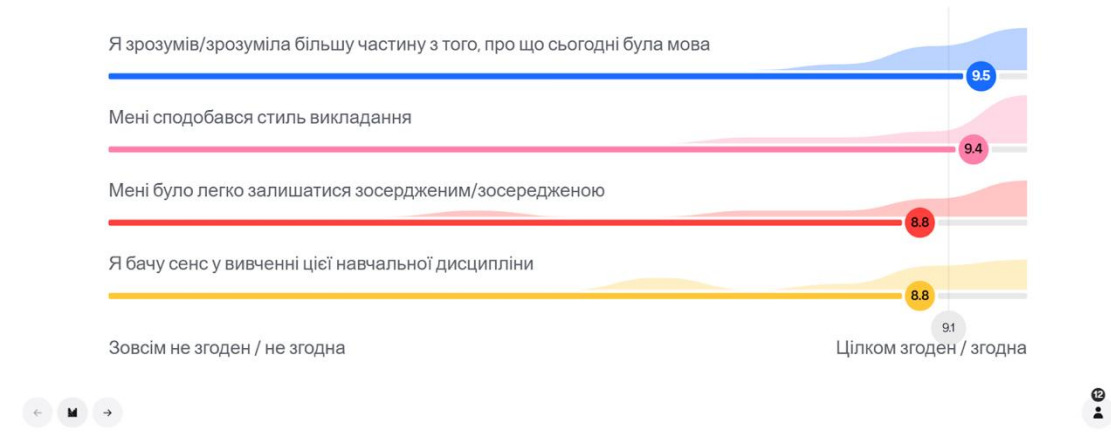 Я зрозумів/зрозуміла більшу частину з того, про що сьогодні була мова
9.5
Мені сподобався стиль викладання
9.4
Мені було легко залишатися зосердженим/зосередженою
8.8
Я бачу сенс у вивченні цієї навчальної дисципліни
8.8
9.1
Зовсім не згоден / не згодна
Цілком згоден / згодна
12